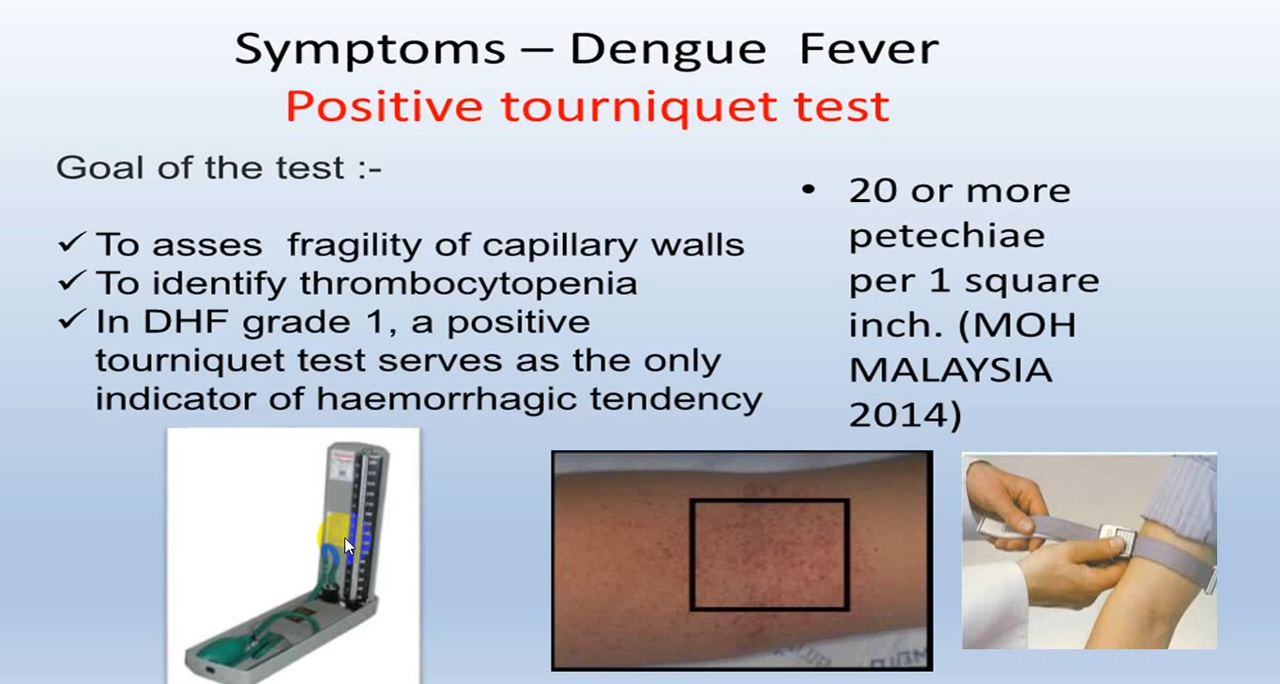 Symptoms – Dengue Fever
Positive tourniquet test
Goal of the test :-
✓ To asses fragility of capillary walls
✓ To identify thrombocytopenia
✓ In DHF grade 1, a positive
tourniquet test serves as the only
indicator of haemorrhagic tendency
• 20 or more
petechiae
per 1 square
inch. (MOH
MALAYSIA
2014)